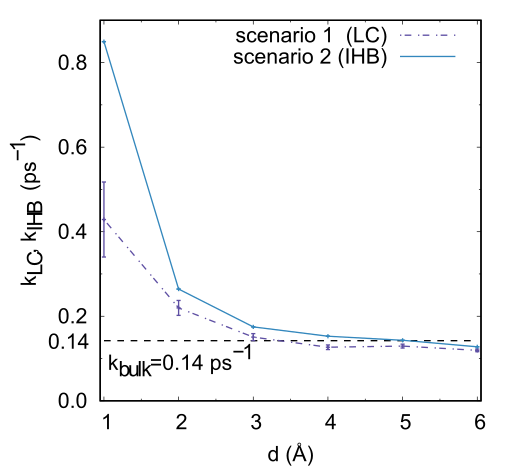 scenario 1 (LC)
scenario 2 (IHB)
0.8
0.6
0.4
0.2
0.14
0.0
k_LC, k_IHB (ps⁻¹)
k_bulk=0.14 ps⁻¹
1 2 3 4 5 6
d (Å)